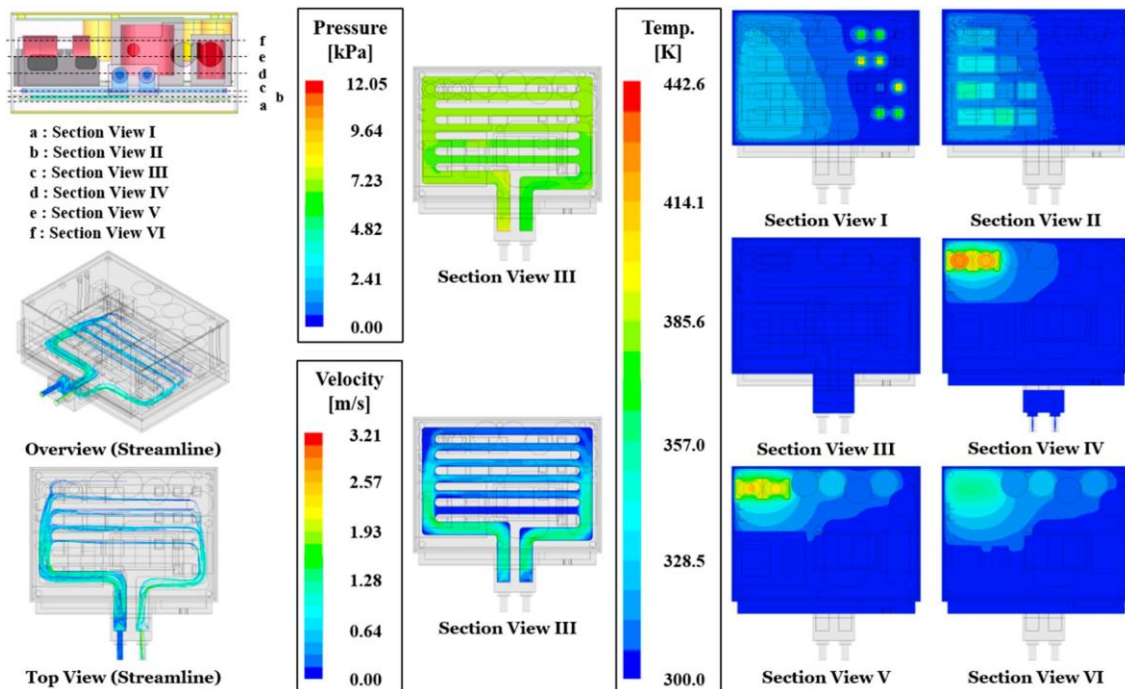 f
e
d
c
b
a
a : Section View I
b : Section View II
c : Section View III
d : Section View IV
e : Section View V
f : Section View VI
Overview (Streamline)
Top View (Streamline)
Pressure
[kPa]
12.05
9.64
7.23
4.82
2.41
0.00
Section View III
Velocity
[m/s]
3.21
2.57
1.93
1.28
0.64
0.00
Section View III
Temp.
[K]
442.6
414.1
385.6
357.0
328.5
300.0
Section View I
Section View II
Section View III
Section View IV
Section View V
Section View VI